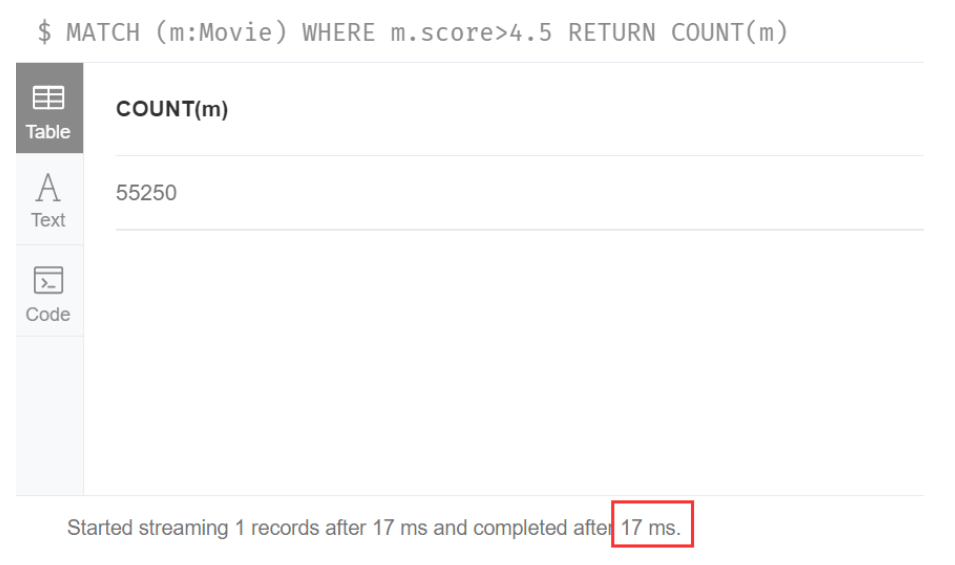 $ MATCH (m:Movie) WHERE m.score>4.5 RETURN COUNT(m)
Table
COUNT(m)
55250
A
Text
>_
Code
Started streaming 1 records after 17 ms and completed after 17 ms.